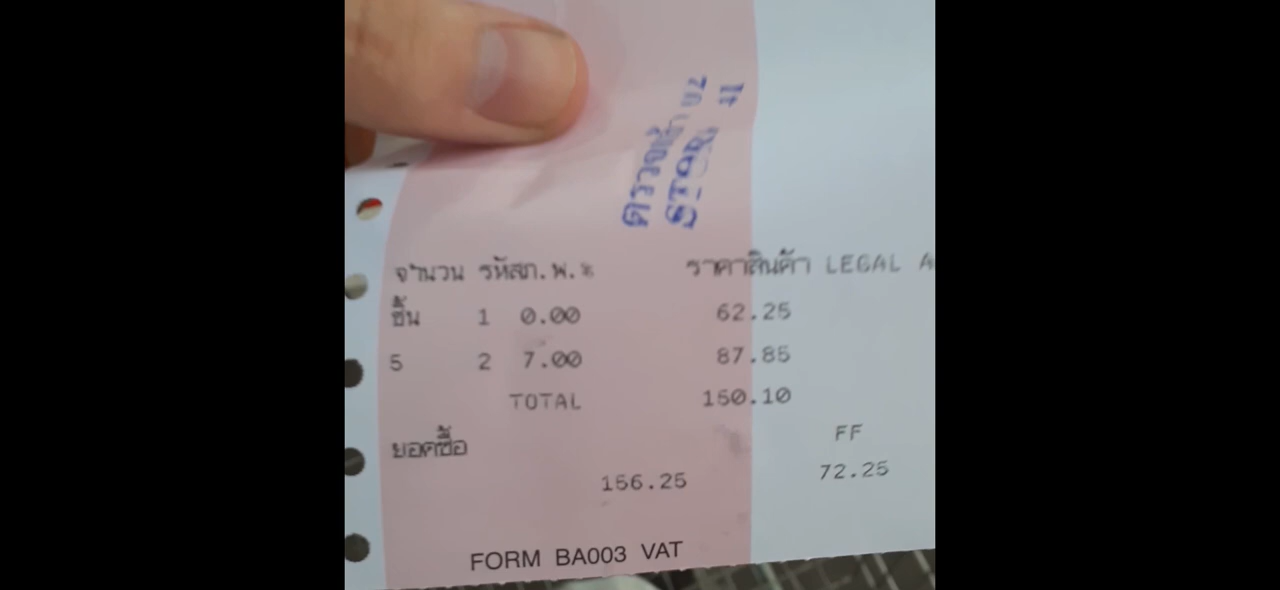 ตรวจแล้ว 02
STORE
จำนวน รหัสภ.พ.% ราคาสินค้า LEGAL A
ชิ้น 1 0.00 62.25
5 2 7.00 87.85
TOTAL 150.10
ยอดซื้อ FF
156.25 72.25
FORM BA003 VAT